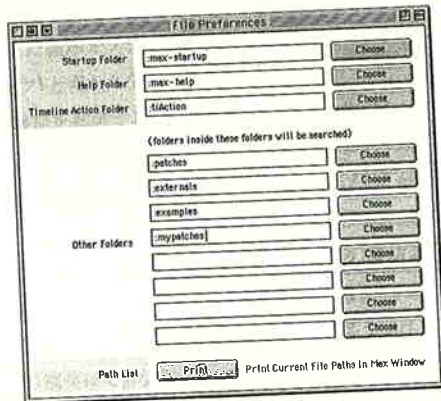 File Preferences
Startup Folder :max-startup Choose
Help Folder :max-help Choose
Timeline Action Folder :tiAction Choose
(folders inside these folders will be searched)
:patches Choose
:externals Choose
:examples Choose
Other Folders :mypatches Choose
Choose
Choose
Choose
Choose
Path List Print Print Current File Paths in Max Window